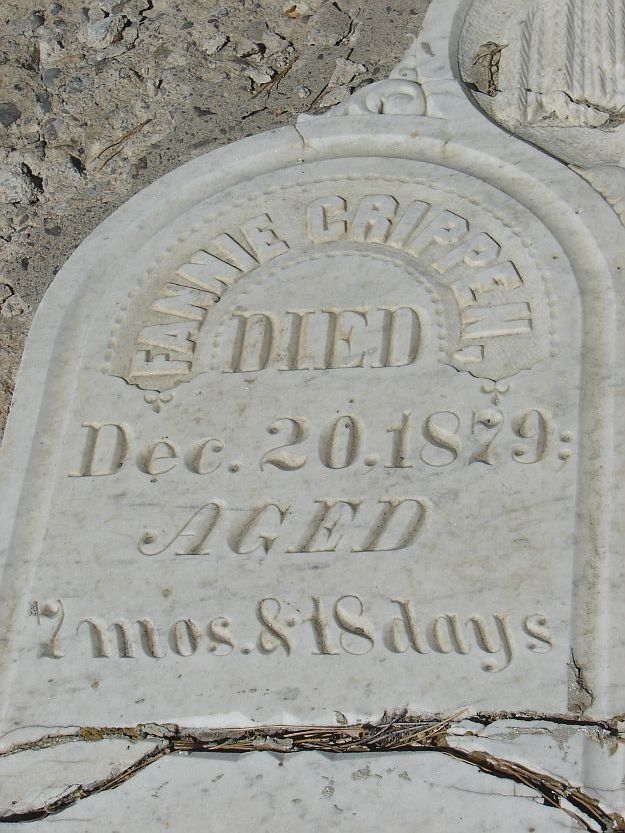 FANNIE CRIPPEN.
DIED
Dec. 20.1879;
AGED
7 mos. & 18 days